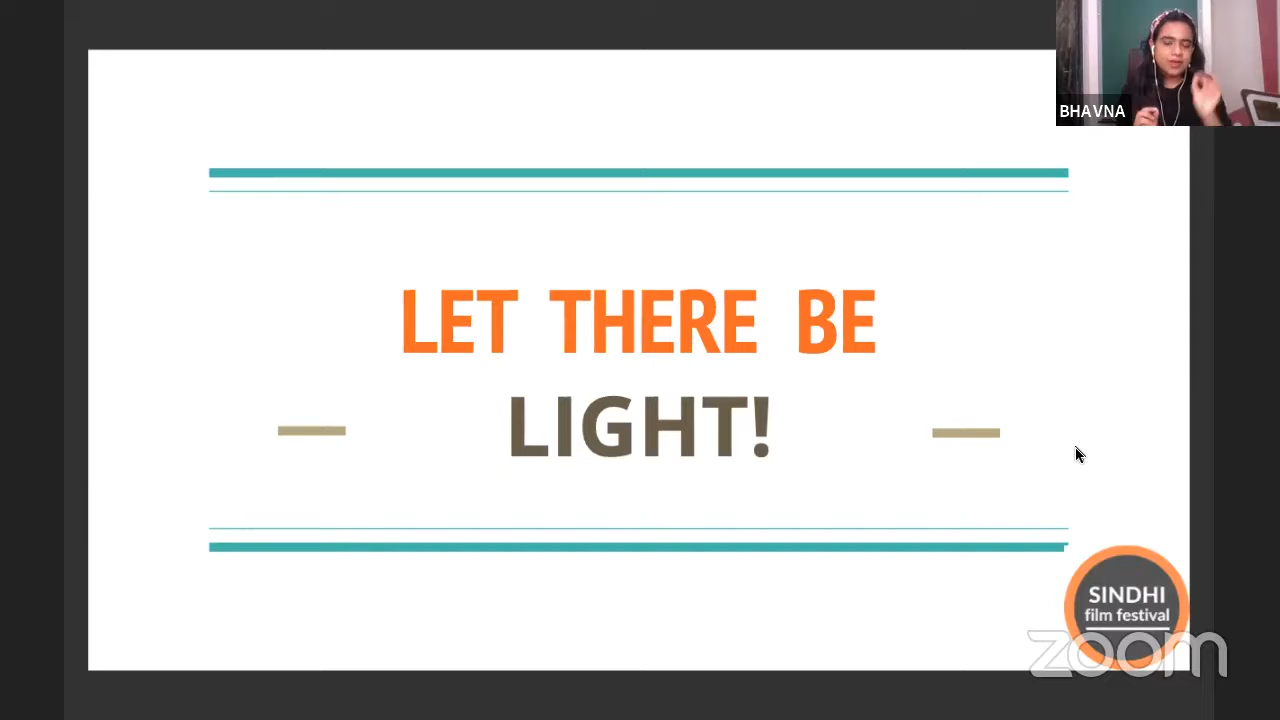 BHAVNA
LET THERE BE
LIGHT!
SINDHI
film festival
zoom